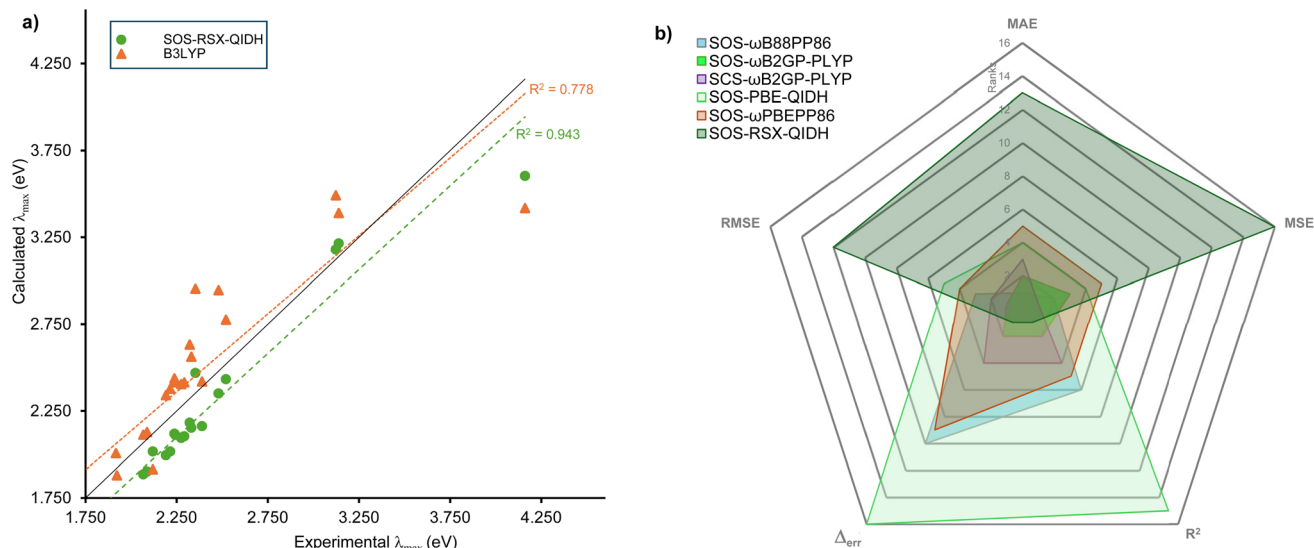 a)
SOS-RSX-QIDH
B3LYP
4.250
3.750
3.250
2.750
2.250
1.750
Calculated λmax (eV)
R² = 0.778
R² = 0.943
1.750
2.250
2.750
3.250
3.750
4.250
Experimental λmax (eV)
b)
SOS-ωB88PP86
SOS-ωB2GP-PLYP
SCS-ωB2GP-PLYP
SOS-PBE-QIDH
SOS-ωPBEPP86
SOS-RSX-QIDH
MAE
16
14
12
10
8
6
4
2
Ranks
RMSE
MSE
Δerr
R²